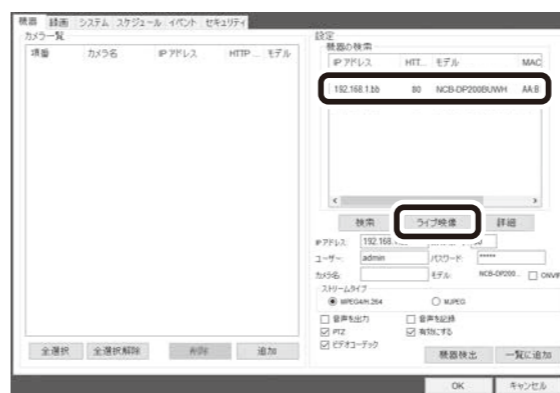 機器 録画 システム スケジュール イベント セキュリティ
カメラ一覧
項番 カメラ名 IP アドレス HTTP ... モデル
全選択 全選択解除 削除 追加
設定
機器の検索
IP アドレス HTT... モデル MAC
192.168.1.bb 80 NCB-DP200BUWH AA:B
検索 ライブ映像 詳細
IPアドレス: 192.168.
ユーザー: admin パスワード: *****
カメラ名: モデル: NCB-DP200... ONVIF
ストリームタイプ
MPEG4/H.264 MJPEG
音声を出力 音声を記録
PTZ 有効にする
ビデオコーデック
機器検出 一覧に追加
OK キャンセル